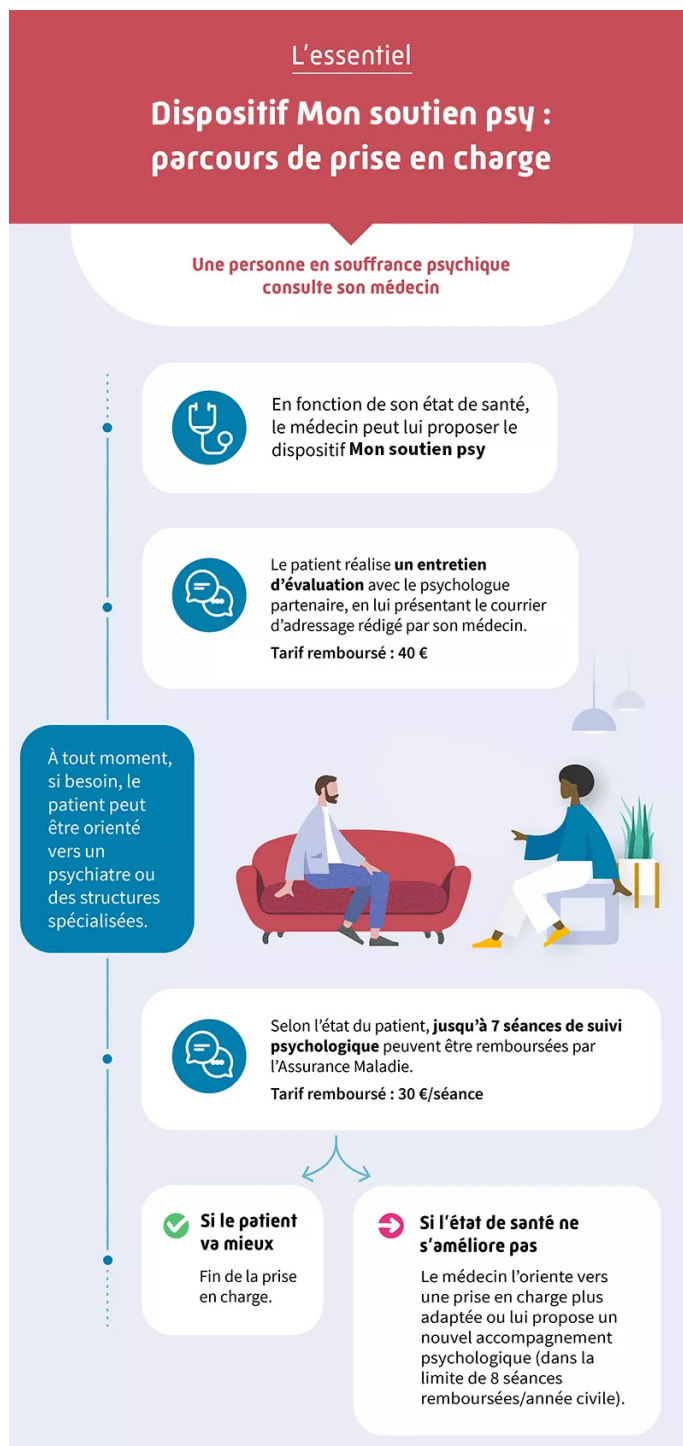 L'essentiel
Dispositif Mon soutien psy :
parcours de prise en charge
Une personne en souffrance psychique
consulte son médecin
En fonction de son état de santé,
le médecin peut lui proposer le
dispositif Mon soutien psy
Le patient réalise un entretien
d'évaluation avec le psychologue
partenaire, en lui présentant le courrier
d'adressage rédigé par son médecin.
Tarif remboursé : 40 €
À tout moment,
si besoin, le
patient peut
être orienté
vers un
psychiatre ou
des structures
spécialisées.
Selon l'état du patient, jusqu'à 7 séances de suivi
psychologique peuvent être remboursées par
l'Assurance Maladie.
Tarif remboursé : 30 €/séance
Si le patient
va mieux
Fin de la prise
en charge.
Si l'état de santé ne
s'améliore pas
Le médecin l'oriente vers
une prise en charge plus
adaptée ou lui propose un
nouvel accompagnement
psychologique (dans la
limite de 8 séances
remboursées/année civile).